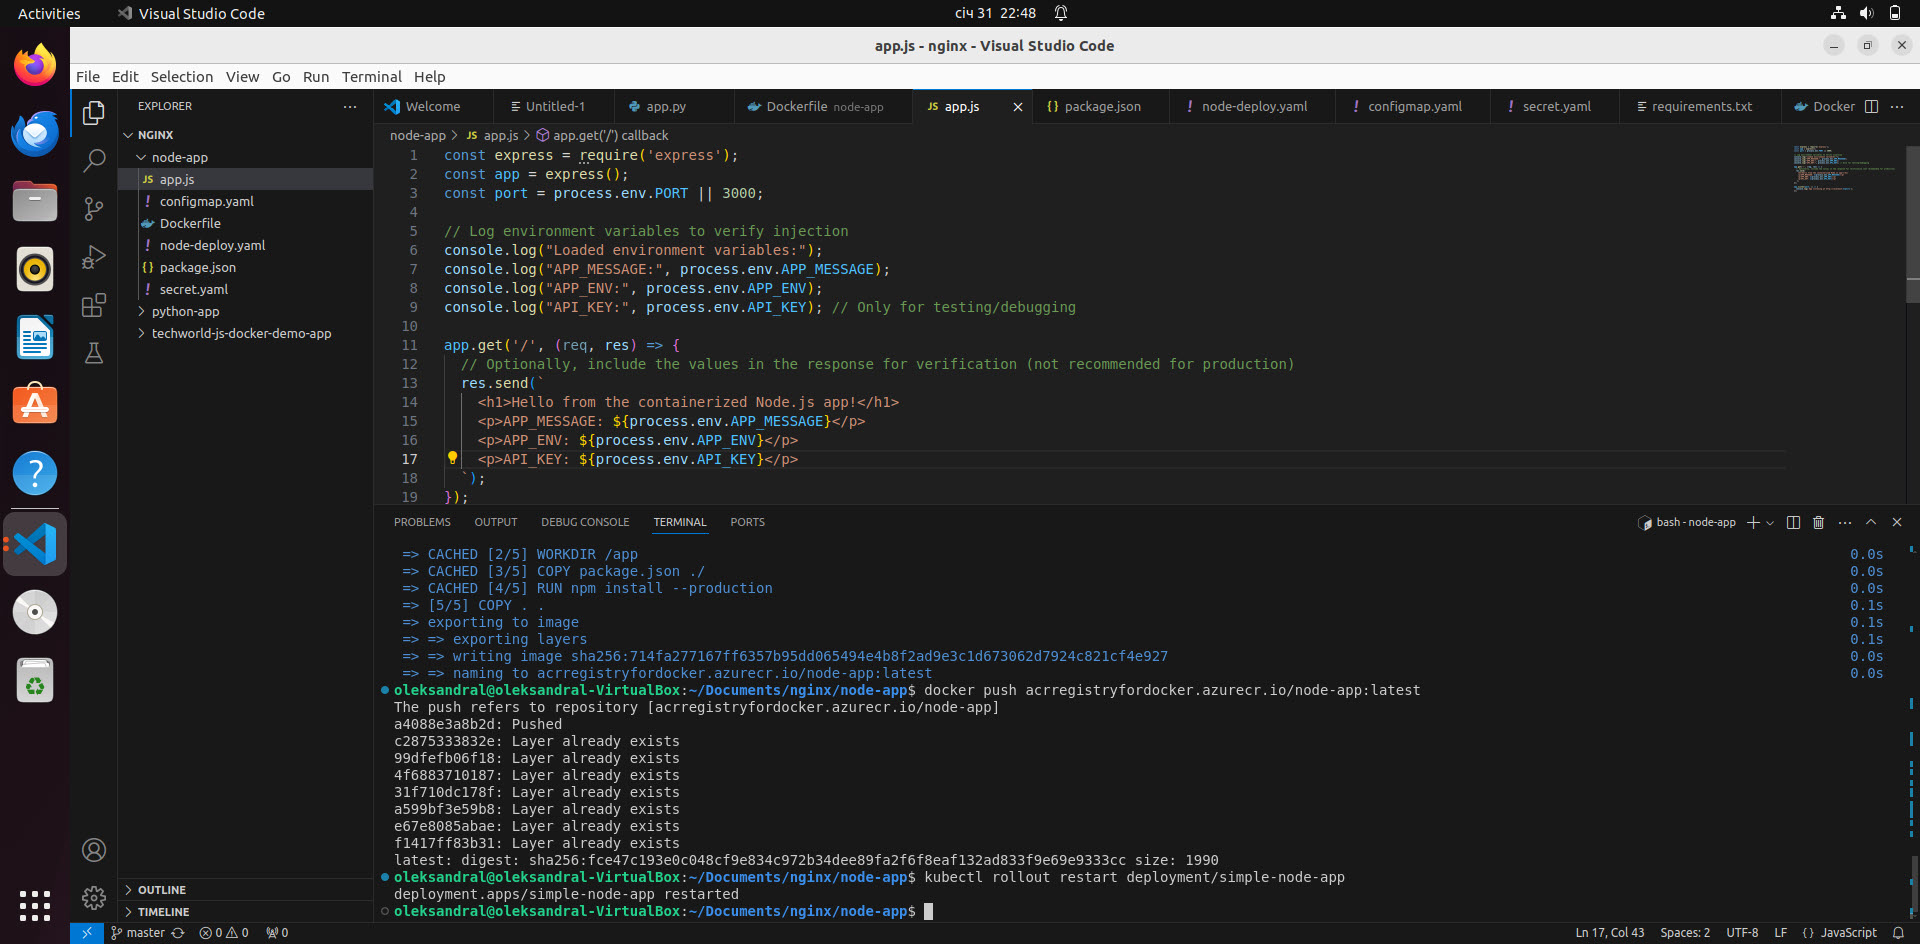 Activities
Visual Studio Code
січ 31 22:48
app.js - nginx - Visual Studio Code
File Edit Selection View Go Run Terminal Help
EXPLORER
NGINX
node-app
JS app.js
! configmap.yaml
Dockerfile
! node-deploy.yaml
{} package.json
! secret.yaml
python-app
techworld-js-docker-demo-app
OUTLINE
TIMELINE
Welcome
Untitled-1
app.py
Dockerfile node-app
JS app.js
{} package.json
! node-deploy.yaml
! configmap.yaml
! secret.yaml
requirements.txt
Docker
node-app > JS app.js > app.get('/') callback
1 const express = require('express');
2 const app = express();
3 const port = process.env.PORT || 3000;
4
5 // Log environment variables to verify injection
6 console.log("Loaded environment variables:");
7 console.log("APP_MESSAGE:", process.env.APP_MESSAGE);
8 console.log("APP_ENV:", process.env.APP_ENV);
9 console.log("API_KEY:", process.env.API_KEY); // Only for testing/debugging
10
11 app.get('/', (req, res) => {
12 // Optionally, include the values in the response for verification (not recommended for production)
13 res.send(`
14 <h1>Hello from the containerized Node.js app!</h1>
15 <p>APP_MESSAGE: ${process.env.APP_MESSAGE}</p>
16 <p>APP_ENV: ${process.env.APP_ENV}</p>
17 <p>API_KEY: ${process.env.API_KEY}</p>
18 `);
19 });
PROBLEMS OUTPUT DEBUG CONSOLE TERMINAL PORTS
bash - node-app
=> CACHED [2/5] WORKDIR /app 0.0s
=> CACHED [3/5] COPY package.json ./ 0.0s
=> CACHED [4/5] RUN npm install --production 0.0s
=> [5/5] COPY . . 0.1s
=> exporting to image 0.1s
=> => exporting layers 0.1s
=> => writing image sha256:714fa277167ff6357b95dd065494e4b8f2ad9e3c1d673062d7924c821cf4e927 0.0s
=> => naming to acrregistryfordocker.azurecr.io/node-app:latest 0.0s
oleksandral@oleksandral-VirtualBox:~/Documents/nginx/node-app$ docker push acrregistryfordocker.azurecr.io/node-app:latest
The push refers to repository [acrregistryfordocker.azurecr.io/node-app]
a4088e3a8b2d: Pushed
c2875333832e: Layer already exists
99dfefb06f18: Layer already exists
4f6883710187: Layer already exists
31f710dc178f: Layer already exists
a599bf3e59b8: Layer already exists
e67e8085abae: Layer already exists
f1417ff83b31: Layer already exists
latest: digest: sha256:fce47c193e0c048cf9e834c972b34dee89fa2f6f8eaf132ad833f9e69e9333cc size: 1990
oleksandral@oleksandral-VirtualBox:~/Documents/nginx/node-app$ kubectl rollout restart deployment/simple-node-app
deployment.apps/simple-node-app restarted
oleksandral@oleksandral-VirtualBox:~/Documents/nginx/node-app$
master
0 0
0
Ln 17, Col 43 Spaces: 2 UTF-8 LF {} JavaScript